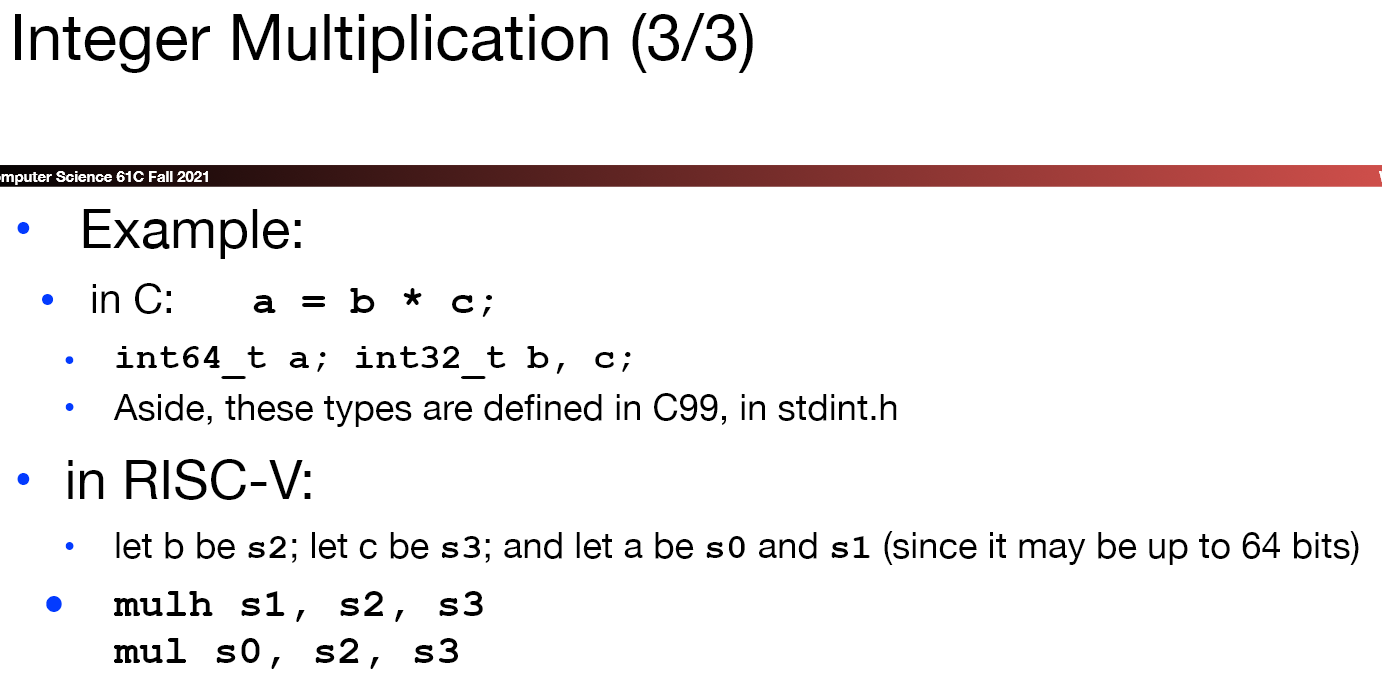 Integer Multiplication (3/3)
mputer Science 61C Fall 2021
• Example:
• in C: a = b * c;
• int64_t a; int32_t b, c;
• Aside, these types are defined in C99, in stdint.h
• in RISC-V:
• let b be s2; let c be s3; and let a be s0 and s1 (since it may be up to 64 bits)
• mulh s1, s2, s3
mul s0, s2, s3